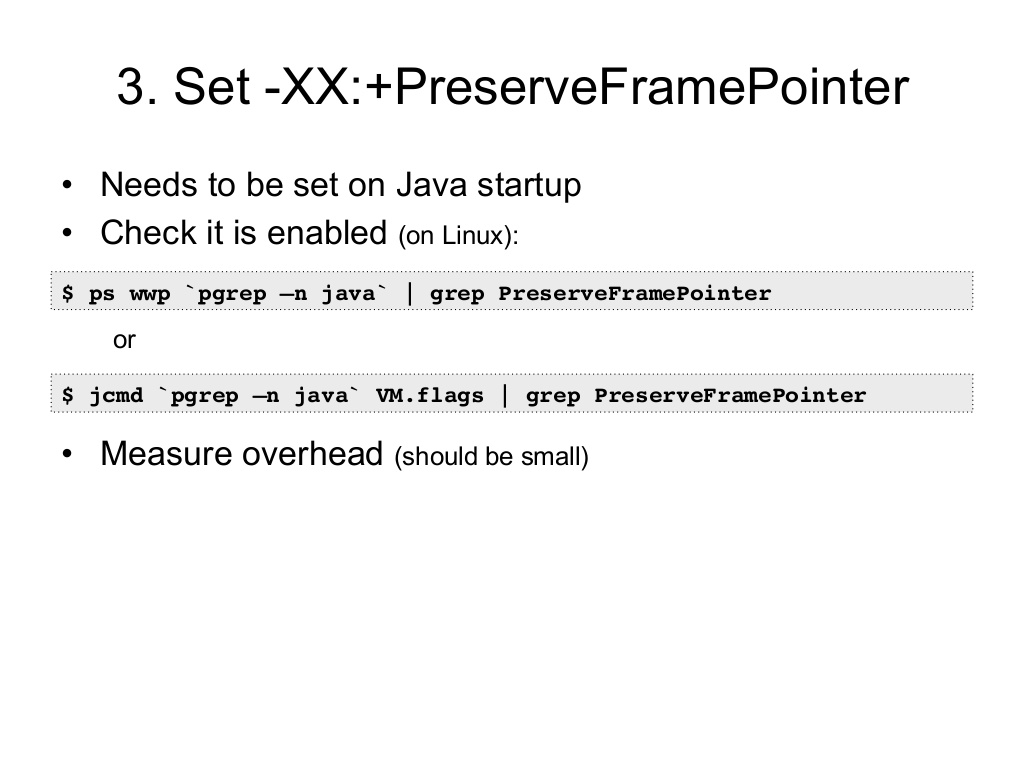 3. Set -XX:+PreserveFramePointer
• Needs to be set on Java startup
• Check it is enabled (on Linux):
$ ps wwp `pgrep –n java` | grep PreserveFramePointer
or
$ jcmd `pgrep –n java` VM.flags | grep PreserveFramePointer
• Measure overhead (should be small)